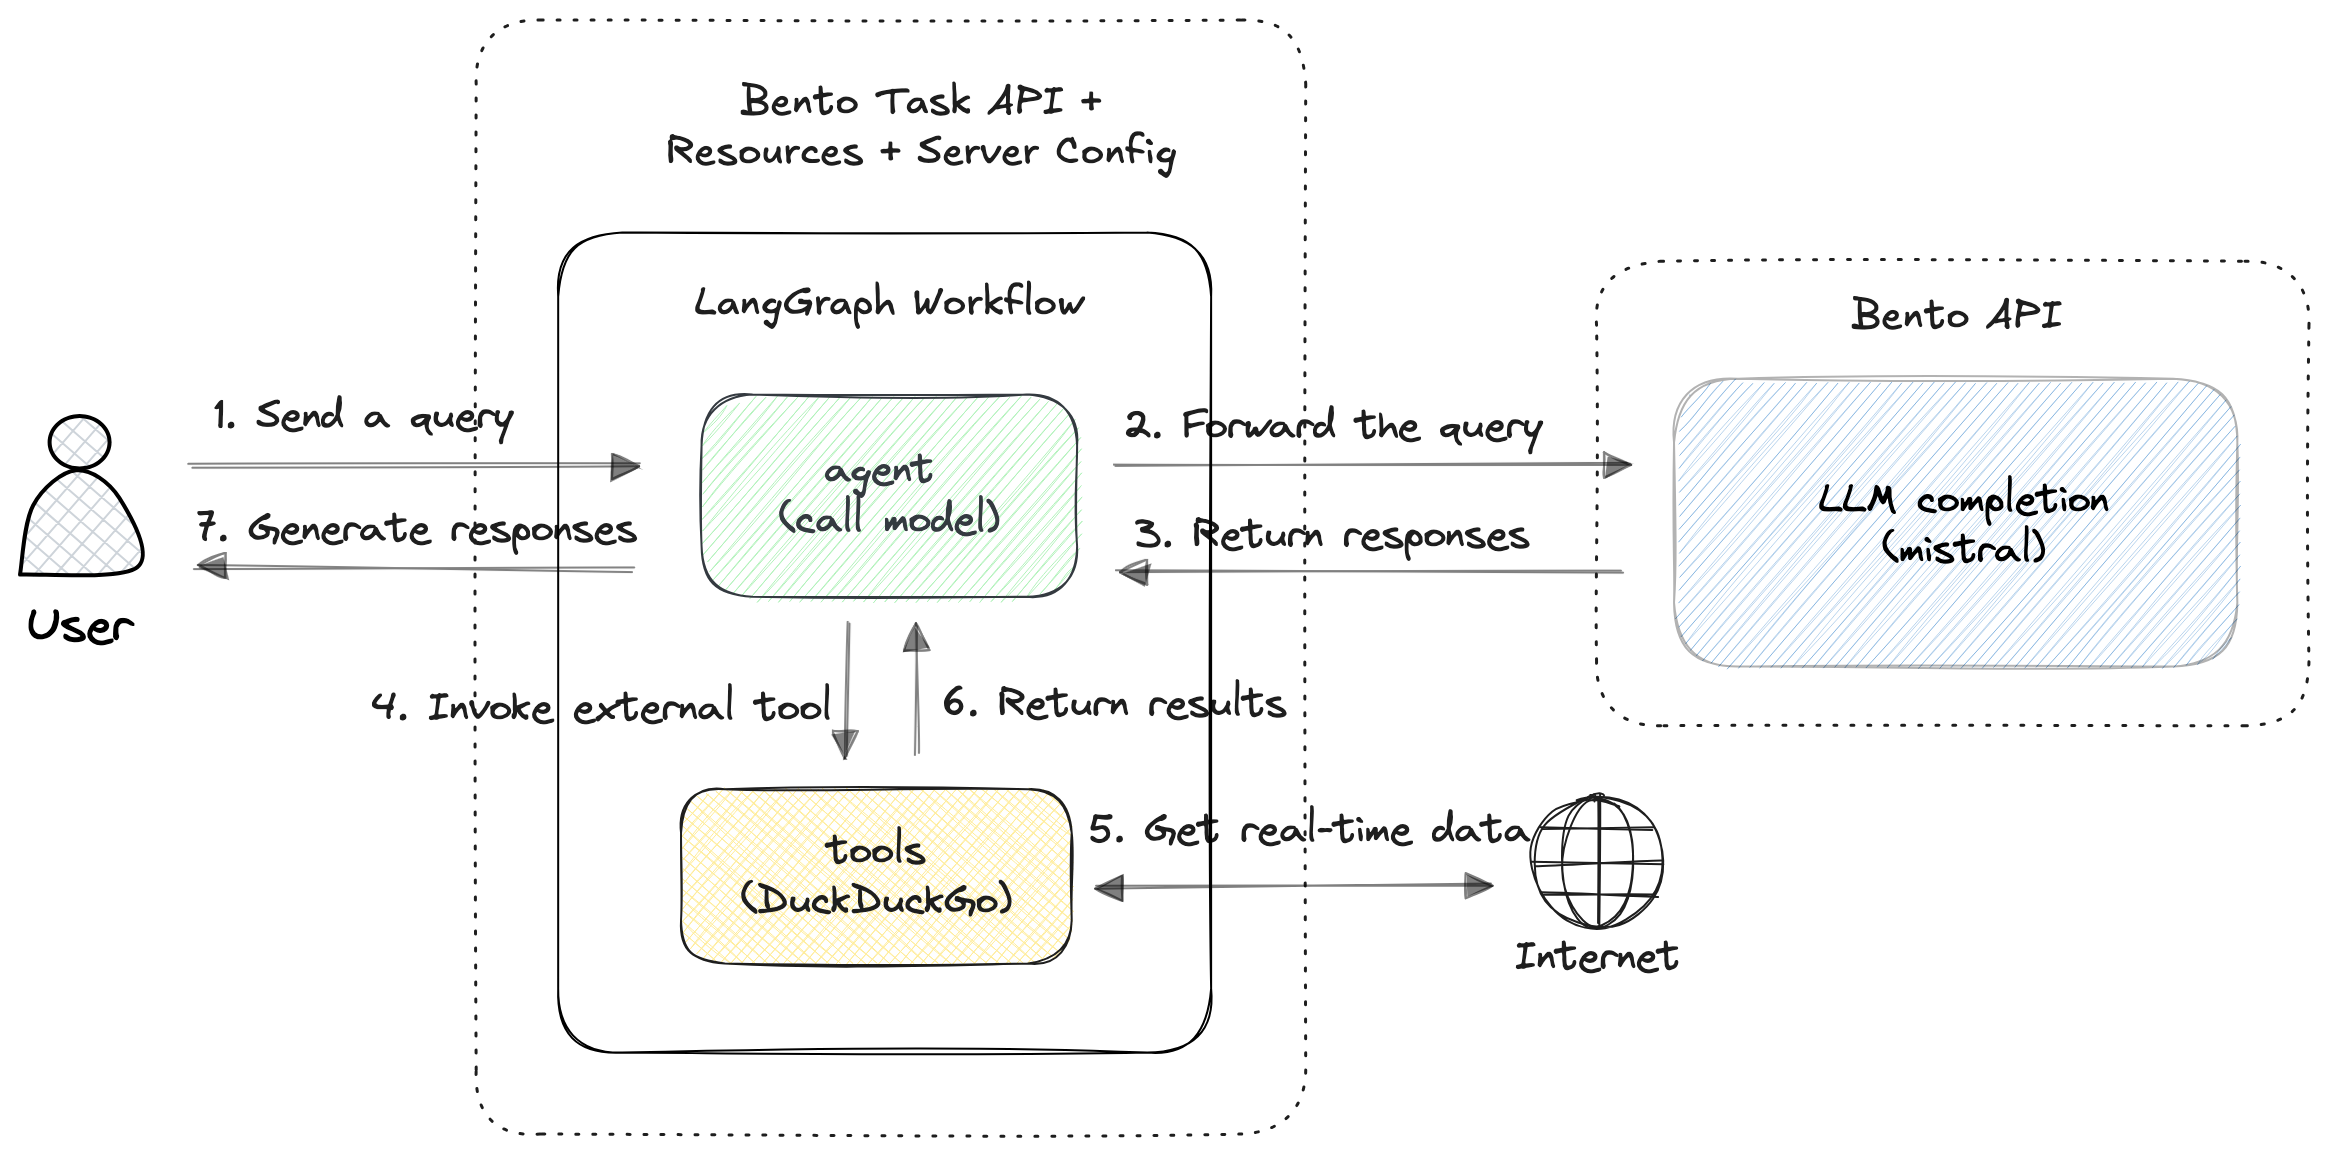 Bento Task API +
Resources + Server Config
LangGraph Workflow
Bento API
1. Send a query
2. Forward the query
agent
(call model)
LLM completion
(mistral)
7. Generate responses
3. Return responses
User
4. Invoke external tool
6. Return results
5. Get real-time data
tools
(DuckDuckGo)
Internet